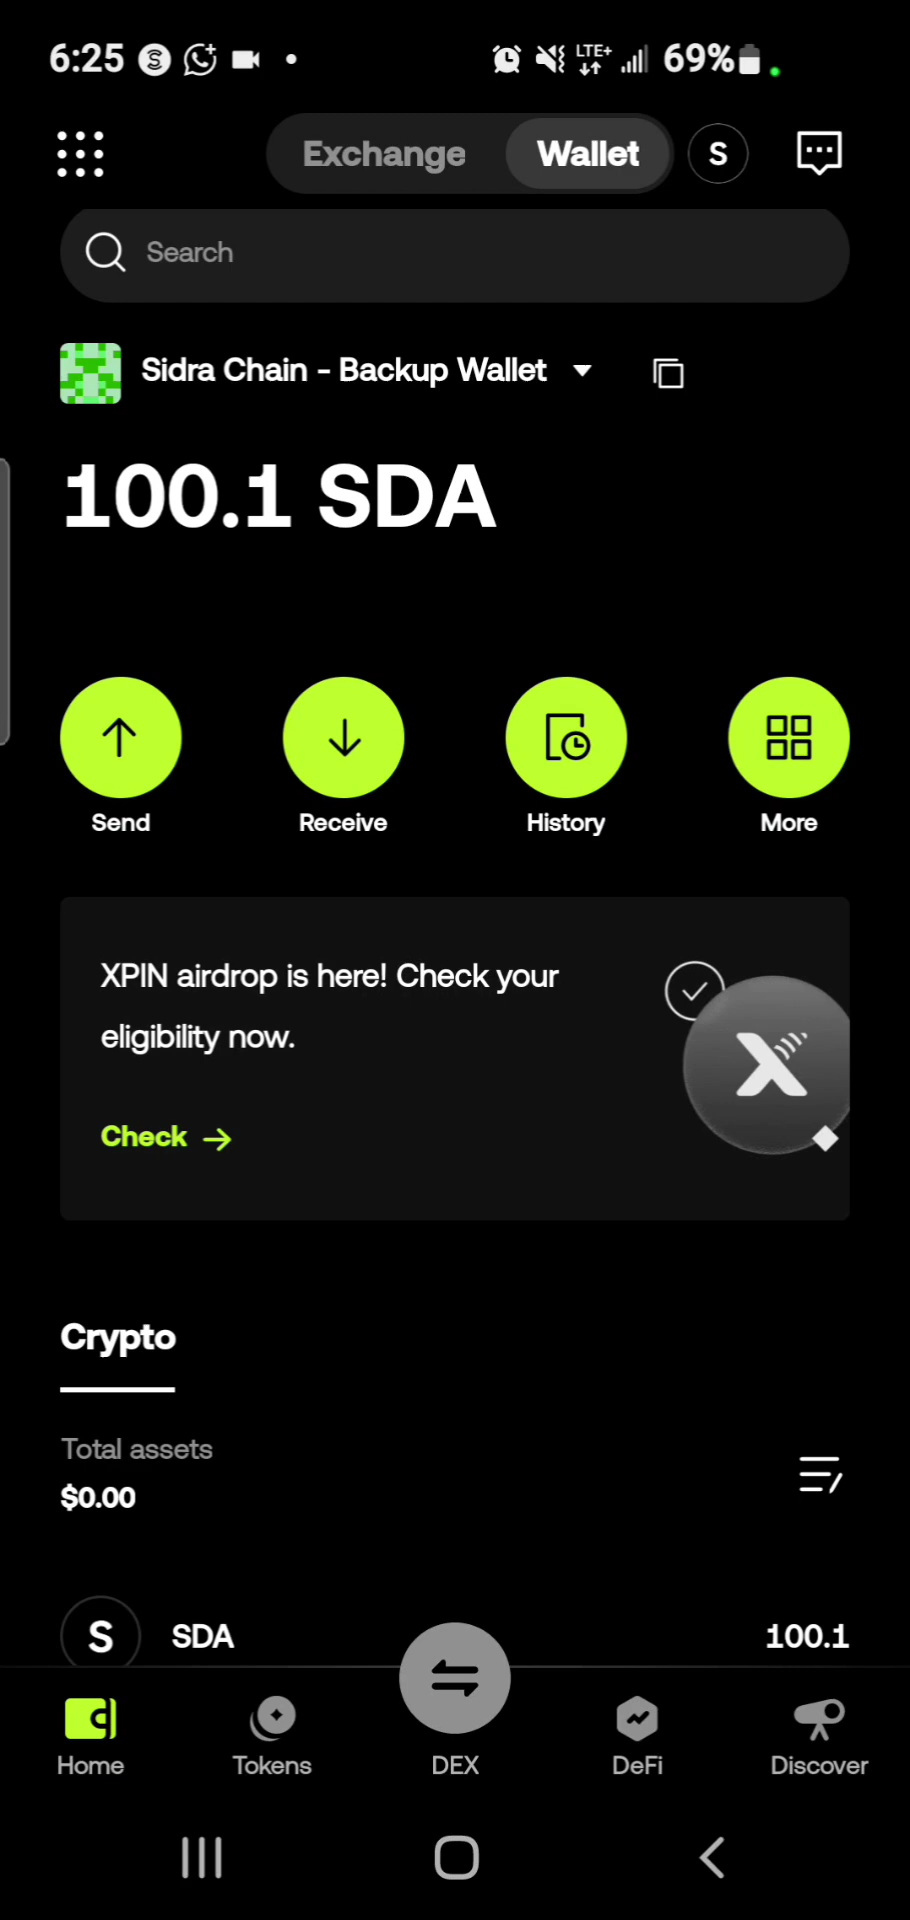 6:25
LTE+
69%
Exchange
Wallet
S
Search
Sidra Chain - Backup Wallet
100.1 SDA
Send
Receive
History
More
XPIN airdrop is here! Check your
eligibility now.
Check
Crypto
Total assets
$0.00
S
SDA
100.1
Home
Tokens
DEX
DeFi
Discover